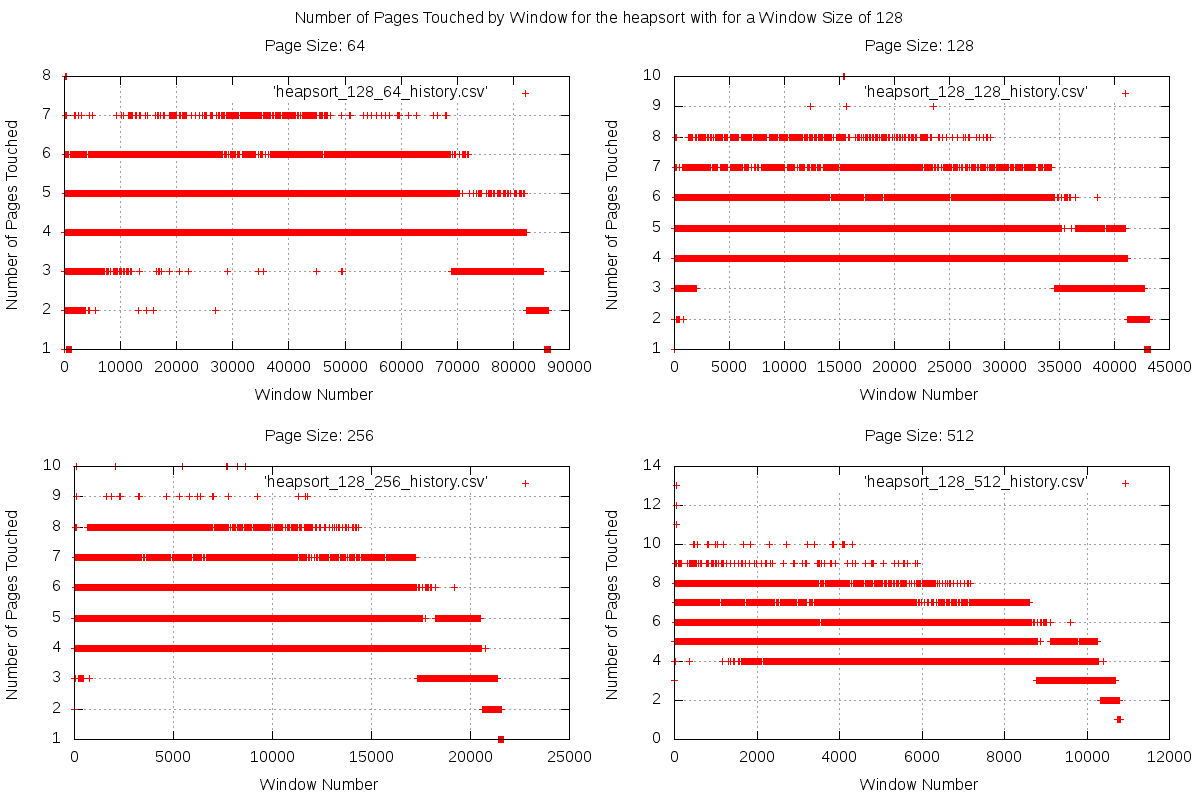 Number of Pages Touched by Window for the heapsort with for a Window Size of 128
Page Size: 64
8
7
6
5
4
3
2
1
0 10000 20000 30000 40000 50000 60000 70000 80000 90000
Number of Pages Touched
Window Number
'heapsort_128_64_history.csv'
Page Size: 128
10
9
8
7
6
5
4
3
2
1
0 5000 10000 15000 20000 25000 30000 35000 40000 45000
Number of Pages Touched
Window Number
'heapsort_128_128_history.csv'
Page Size: 256
10
9
8
7
6
5
4
3
2
1
0 5000 10000 15000 20000 25000
Number of Pages Touched
Window Number
'heapsort_128_256_history.csv'
Page Size: 512
14
12
10
8
6
4
2
0
0 2000 4000 6000 8000 10000 12000
Number of Pages Touched
Window Number
'heapsort_128_512_history.csv'